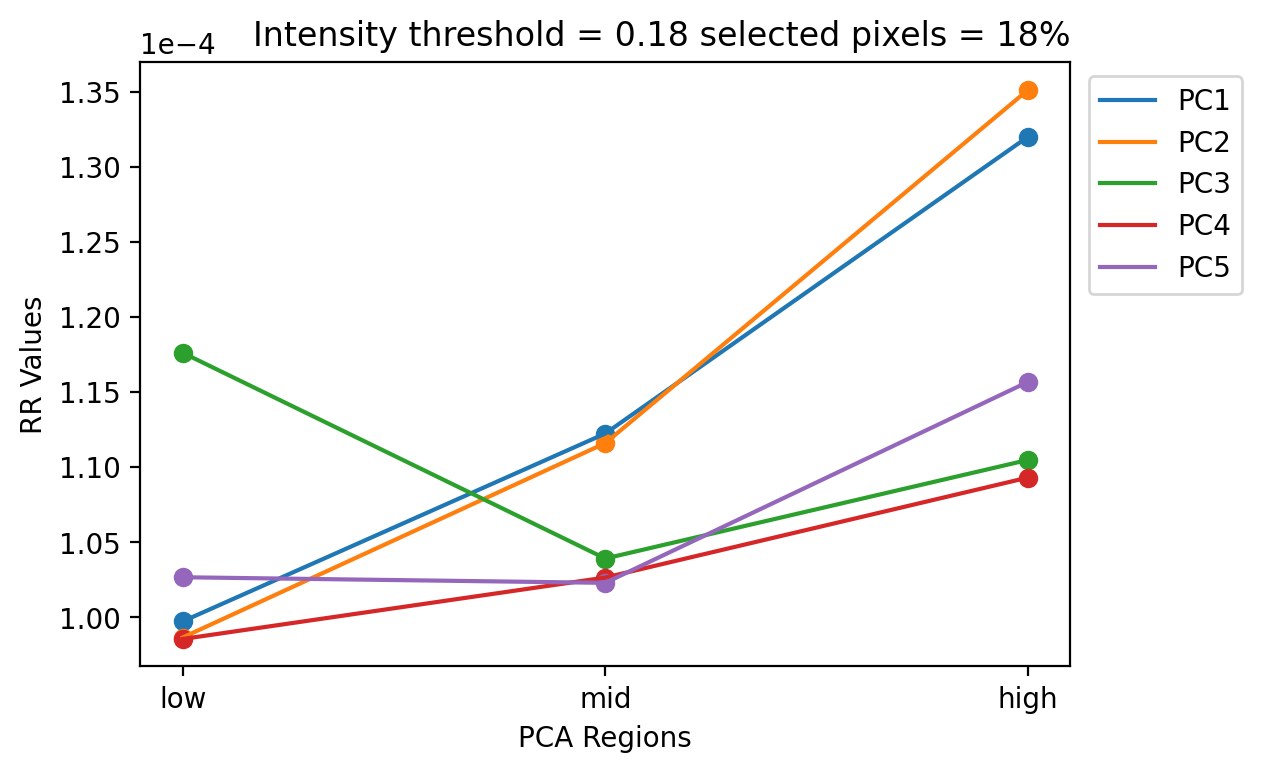 Intensity threshold = 0.18 selected pixels = 18%
1e−4
1.35
1.30
1.25
1.20
1.15
1.10
1.05
1.00
RR Values
low
mid
high
PCA Regions
PC1
PC2
PC3
PC4
PC5